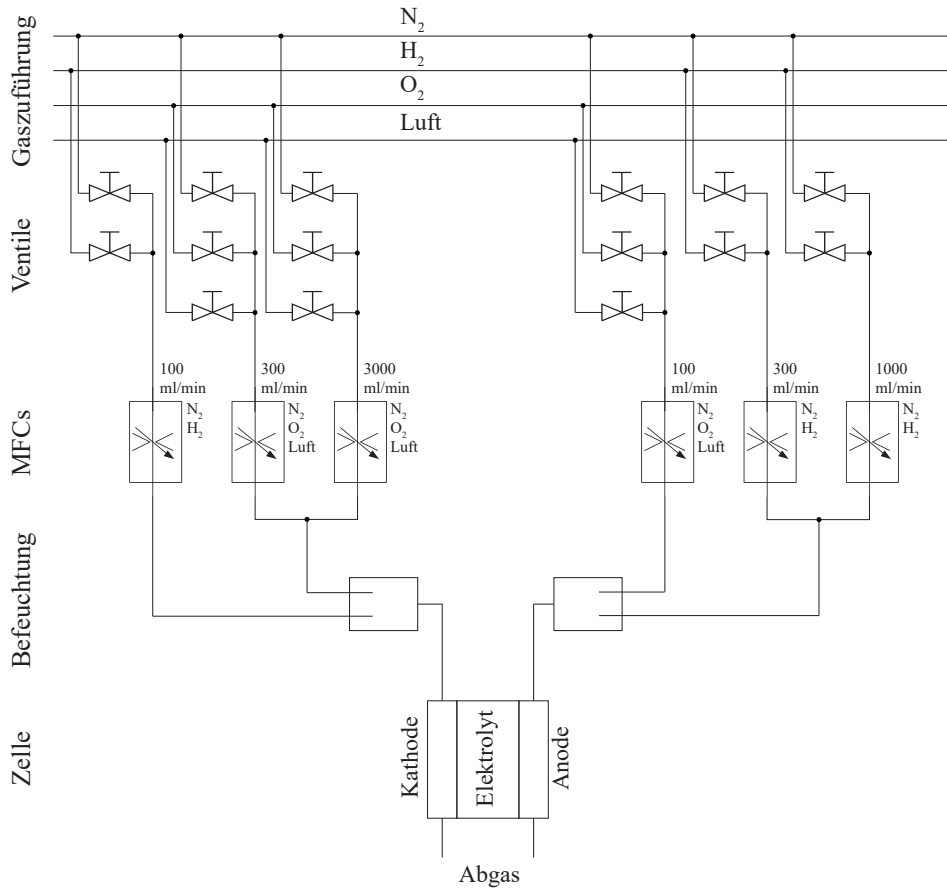 Gaszuführung
N₂
H₂
O₂
Luft
Ventile
MFCs
100
ml/min
N₂
H₂
300
ml/min
N₂
O₂
Luft
3000
ml/min
N₂
O₂
Luft
100
ml/min
N₂
O₂
Luft
300
ml/min
N₂
H₂
1000
ml/min
N₂
H₂
Befeuchtung
Zelle
Kathode
Elektrolyt
Anode
Abgas